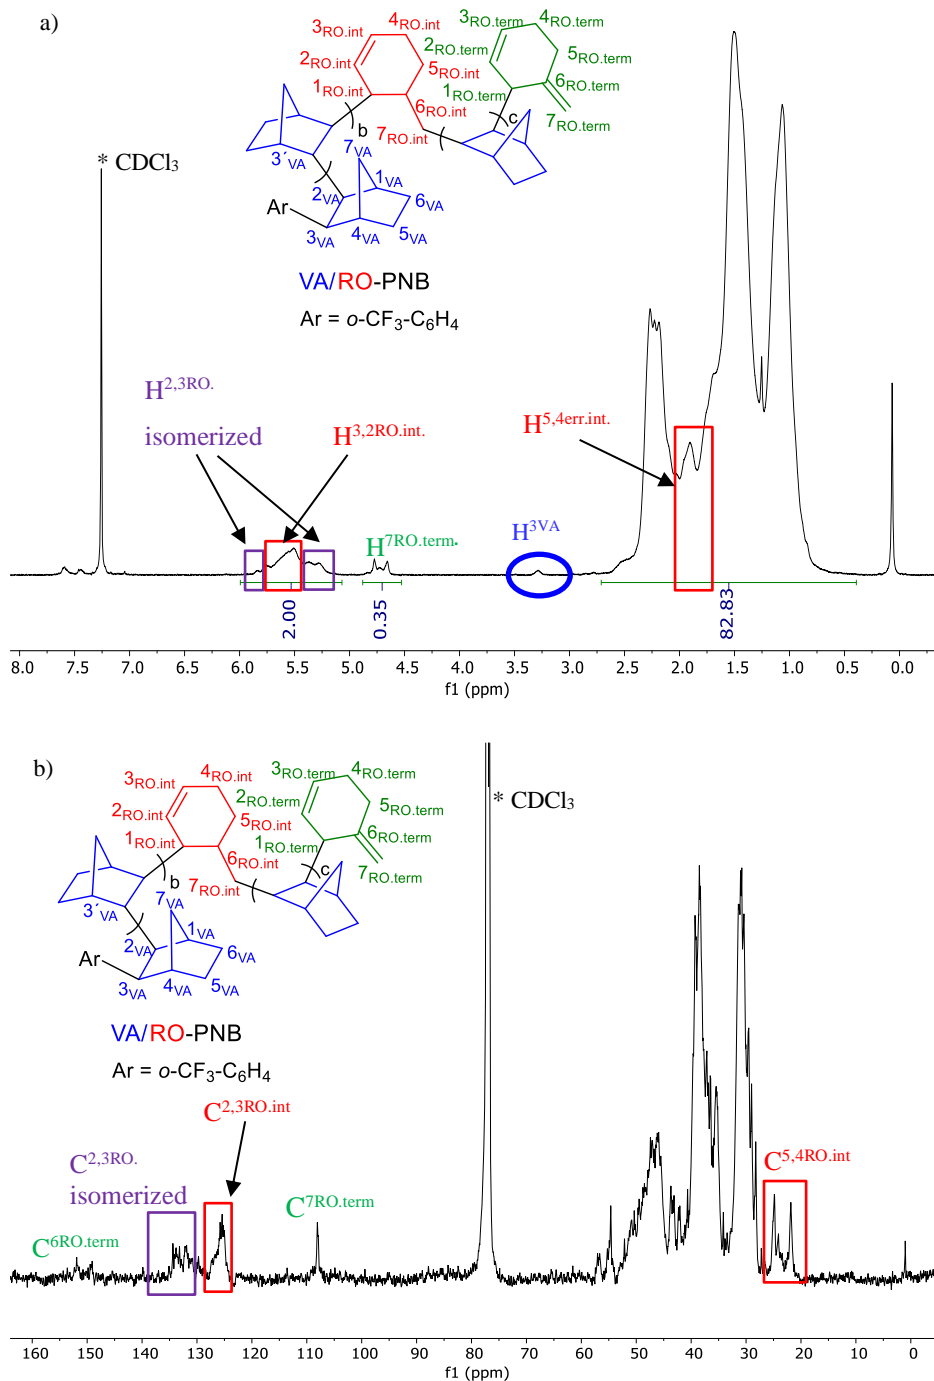 a)
3RO.int
4RO.int
2RO.int
5RO.int
1RO.int
6RO.int
7RO.int
3RO.term
4RO.term
2RO.term
5RO.term
6RO.term
1RO.term
7RO.term
b
c
3´VA
7VA
1VA
2VA
6VA
Ar
3VA
4VA
5VA
* CDCl3
VA/RO-PNB
Ar = o-CF3-C6H4
H2,3RO.
isomerized
H3,2RO.int.
H5,4err.int.
H7RO.term.
H3VA
2.00
0.35
82.83
8.0 7.5 7.0 6.5 6.0 5.5 5.0 4.5 4.0 3.5 3.0 2.5 2.0 1.5 1.0 0.5 0.0
f1 (ppm)
b)
3RO.int
4RO.int
2RO.int
5RO.int
1RO.int
6RO.int
7RO.int
3RO.term
4RO.term
2RO.term
5RO.term
6RO.term
1RO.term
7RO.term
b
c
3´VA
7VA
1VA
2VA
6VA
Ar
3VA
4VA
5VA
* CDCl3
VA/RO-PNB
Ar = o-CF3-C6H4
C2,3RO.int
C2,3RO.
isomerized
C7RO.term
C6RO.term
C5,4RO.int
160 150 140 130 120 110 100 90 80 70 60 50 40 30 20 10 0
f1 (ppm)